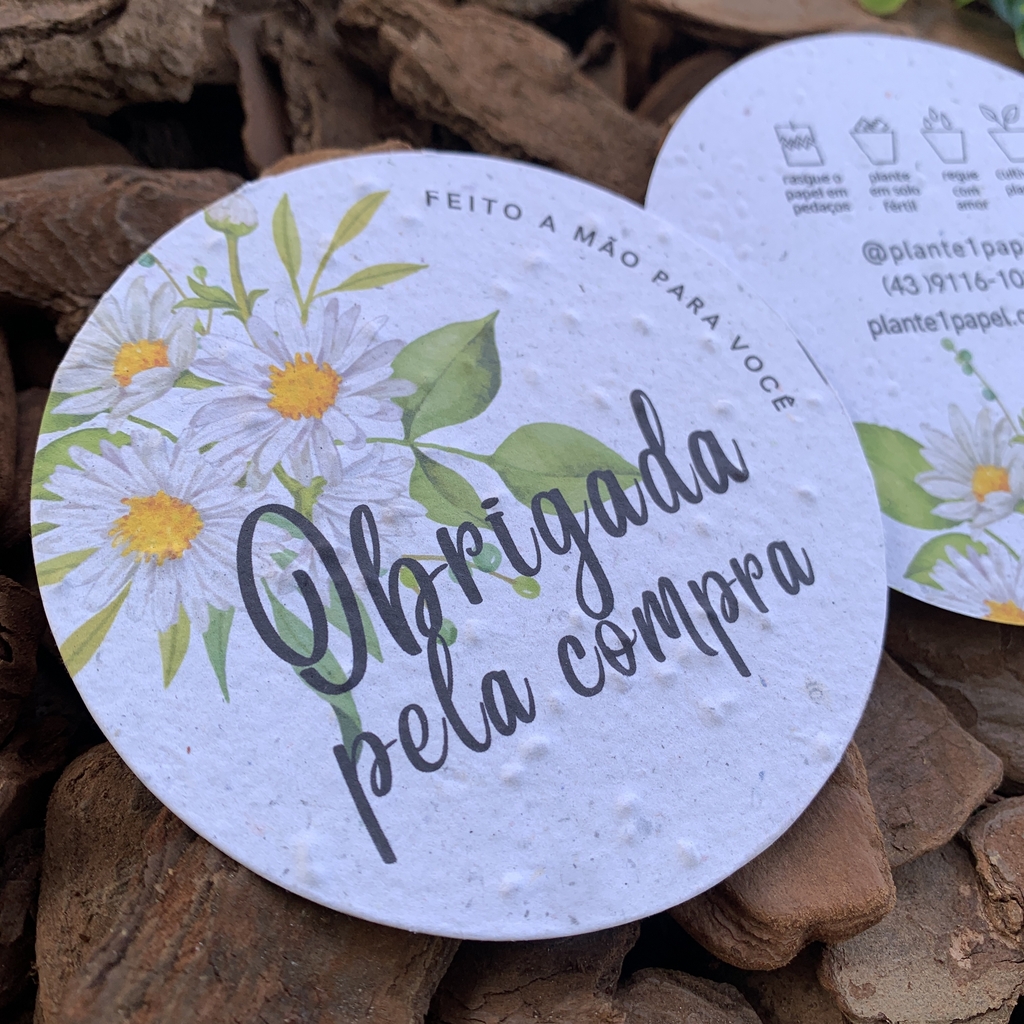 FEITO A MÃO PARA VOCÊ
Obrigada
pela compra
rasgue o
papel em
pedaços
plante
em solo
fértil
regue
com
amor
@plante1pap
(43)9116-10
plante1papel.c